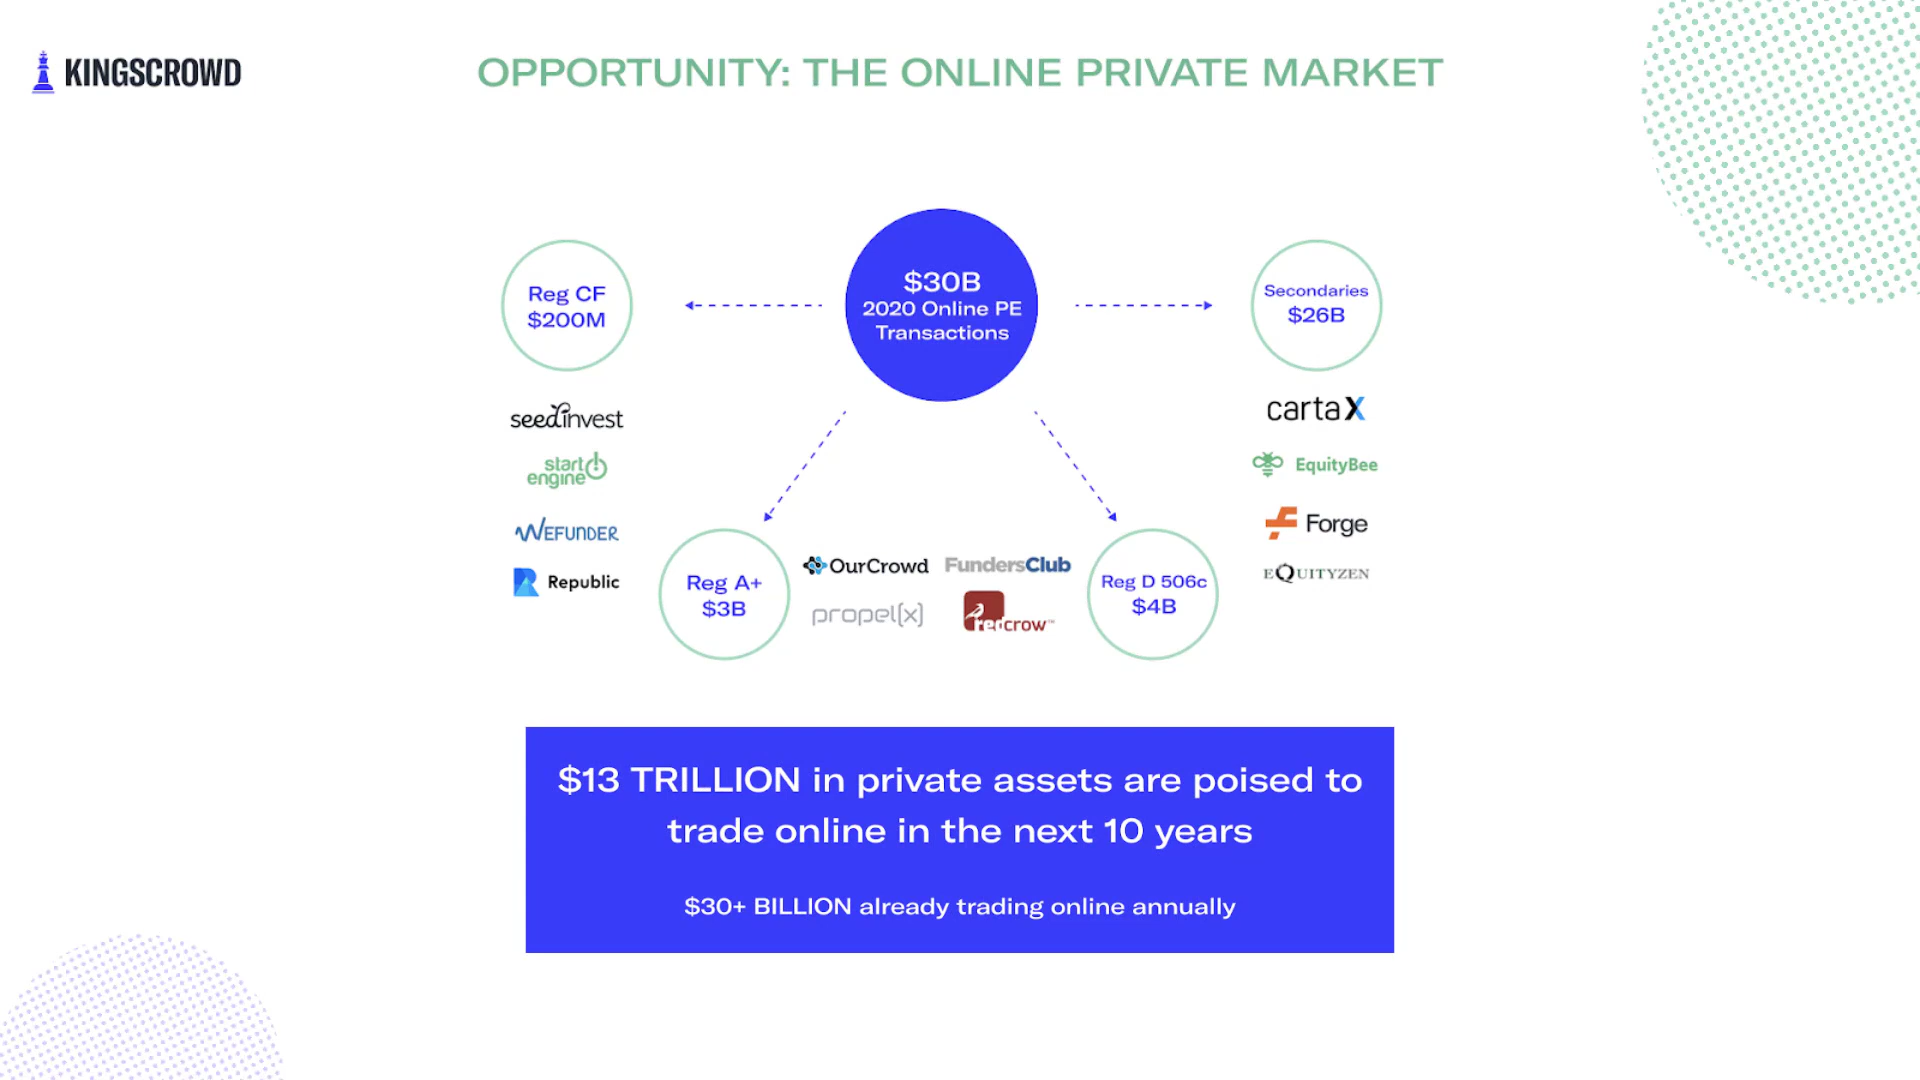 KINGSCROWD
OPPORTUNITY: THE ONLINE PRIVATE MARKET
$30B
2020 Online PE
Transactions
Reg CF
$200M
seedinvest
start
engine
WEFUNDER
Republic
Reg A+
$3B
OurCrowd
FundersClub
propel(x)
redcrow™
Reg D 506c
$4B
Secondaries
$26B
carta X
EquityBee
Forge
EQUITYZEN
$13 TRILLION in private assets are poised to
trade online in the next 10 years
$30+ BILLION already trading online annually